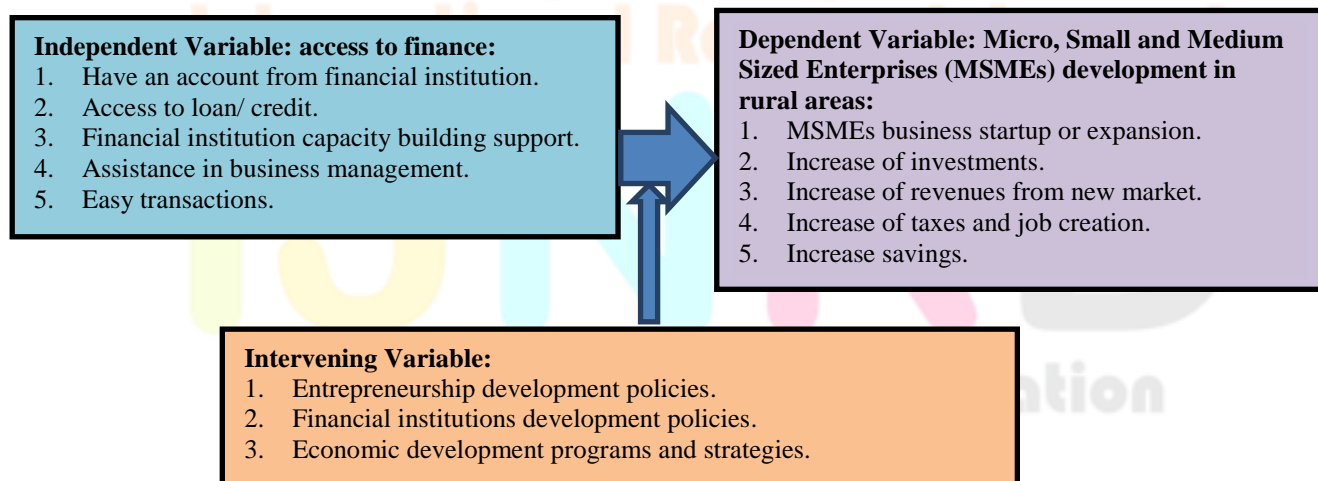 Independent Variable: access to finance:
1. Have an account from financial institution.
2. Access to loan/ credit.
3. Financial institution capacity building support.
4. Assistance in business management.
5. Easy transactions.
Dependent Variable: Micro, Small and Medium
Sized Enterprises (MSMEs) development in
rural areas:
1. MSMEs business startup or expansion.
2. Increase of investments.
3. Increase of revenues from new market.
4. Increase of taxes and job creation.
5. Increase savings.
Intervening Variable:
1. Entrepreneurship development policies.
2. Financial institutions development policies.
3. Economic development programs and strategies.